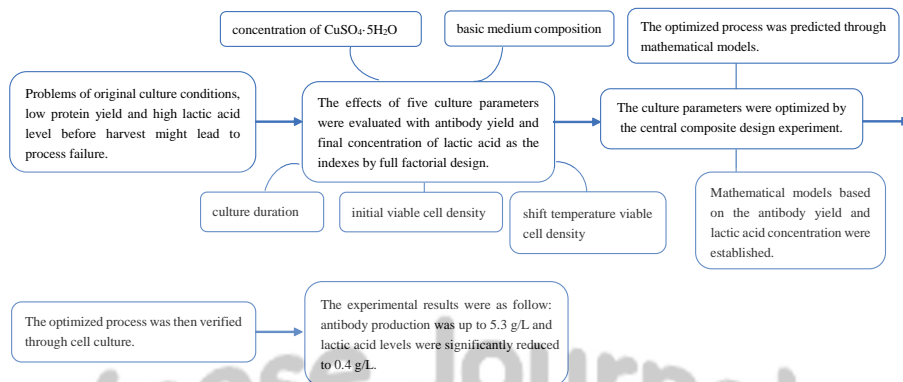 concentration of CuSO₄·5H₂O
basic medium composition
The optimized process was predicted through
mathematical models.
Problems of original culture conditions,
low protein yield and high lactic acid
level before harvest might lead to
process failure.
The effects of five culture parameters
were evaluated with antibody yield and
final concentration of lactic acid as the
indexes by full factorial design.
The culture parameters were optimized by
the central composite design experiment.
culture duration
initial viable cell density
shift temperature viable
cell density
Mathematical models based
on the antibody yield and
lactic acid concentration were
established.
The optimized process was then verified
through cell culture.
The experimental results were as follow:
antibody production was up to 5.3 g/L and
lactic acid levels were significantly reduced
to 0.4 g/L.